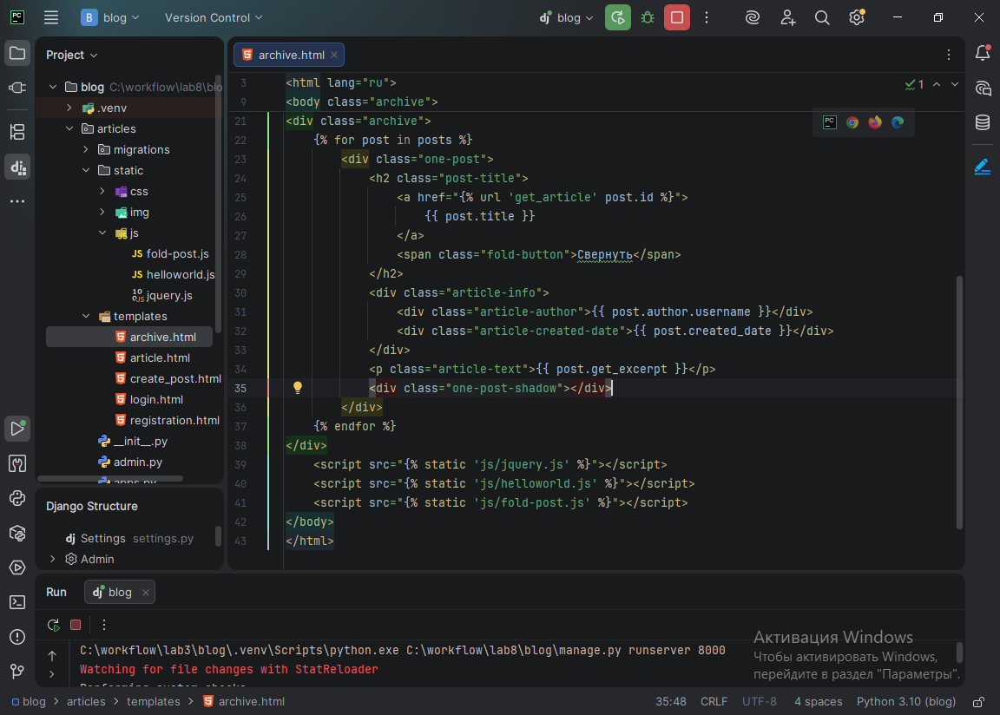 PC
B blog Version Control dj blog
Project
blog C:\workflow\lab8\blo
.venv
articles
migrations
static
css
img
js
JS fold-post.js
JS helloworld.js
jquery.js
templates
archive.html
article.html
create_post.html
login.html
registration.html
__init__.py
admin.py
apps.py
Django Structure
dj Settings settings.py
Admin
archive.html
1
3 <html lang="ru">
9 <body class="archive">
21 <div class="archive">
22 {% for post in posts %}
23 <div class="one-post">
24 <h2 class="post-title">
25 <a href="{% url 'get_article' post.id %}">
26 {{ post.title }}
27 </a>
28 <span class="fold-button">Свернуть</span>
29 </h2>
30 <div class="article-info">
31 <div class="article-author">{{ post.author.username }}</div>
32 <div class="article-created-date">{{ post.created_date }}</div>
33 </div>
34 <p class="article-text">{{ post.get_excerpt }}</p>
35 <div class="one-post-shadow"></div>
36 </div>
37 {% endfor %}
38 </div>
39 <script src="{% static 'js/jquery.js' %}"></script>
40 <script src="{% static 'js/helloworld.js' %}"></script>
41 <script src="{% static 'js/fold-post.js' %}"></script>
42 </body>
43 </html>
Run dj blog
C:\workflow\lab3\blog\.venv\Scripts\python.exe C:\workflow\lab8\blog\manage.py runserver 8000
Watching for file changes with StatReloader
Performing system checks
Активация Windows
Чтобы активировать Windows,
перейдите в раздел "Параметры".
blog > articles > templates > archive.html 35:48 CRLF UTF-8 4 spaces Python 3.10 (blog)